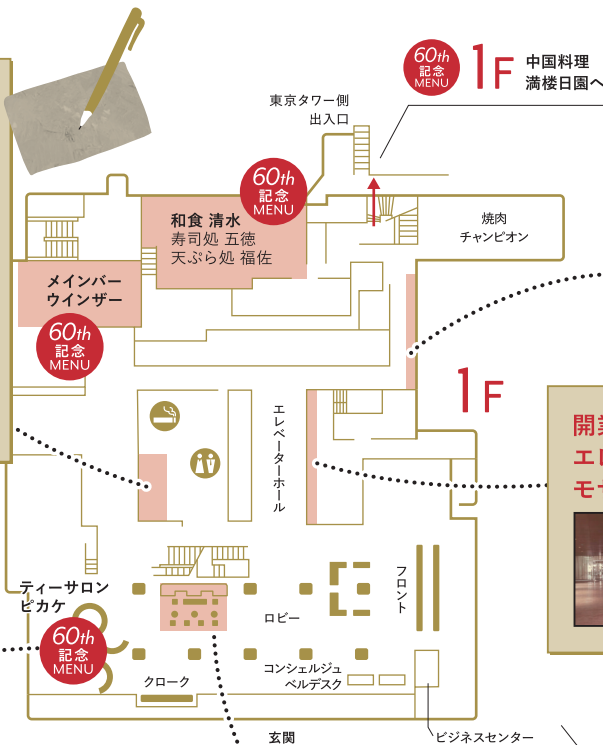 60th
記念
MENU
1F
中国料理
満楼日園へ
東京タワー側
出入口
60th
記念
MENU
和食 清水
寿司処 五徳
天ぷら処 福佐
焼肉
チャンピオン
メインバー
ウインザー
60th
記念
MENU
1F
エレベーターホール
開業
エレ
モザ
ティーサロン
ピカケ
フロント
ロビー
60th
記念
MENU
コンシェルジュ
ベルデスク
クローク
玄関
ビジネスセンター